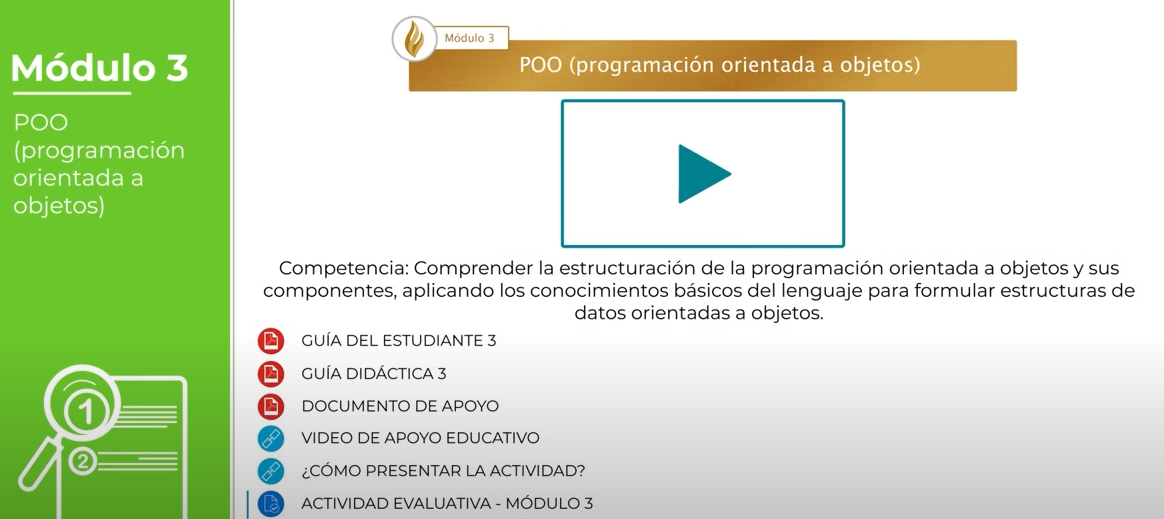 Módulo 3
POO
(programación
orientada a
objetos)
1
2
Módulo 3
POO (programación orientada a objetos)
Competencia: Comprender la estructuración de la programación orientada a objetos y sus
componentes, aplicando los conocimientos básicos del lenguaje para formular estructuras de
datos orientadas a objetos.
GUÍA DEL ESTUDIANTE 3
GUÍA DIDÁCTICA 3
DOCUMENTO DE APOYO
VIDEO DE APOYO EDUCATIVO
¿CÓMO PRESENTAR LA ACTIVIDAD?
ACTIVIDAD EVALUATIVA - MÓDULO 3